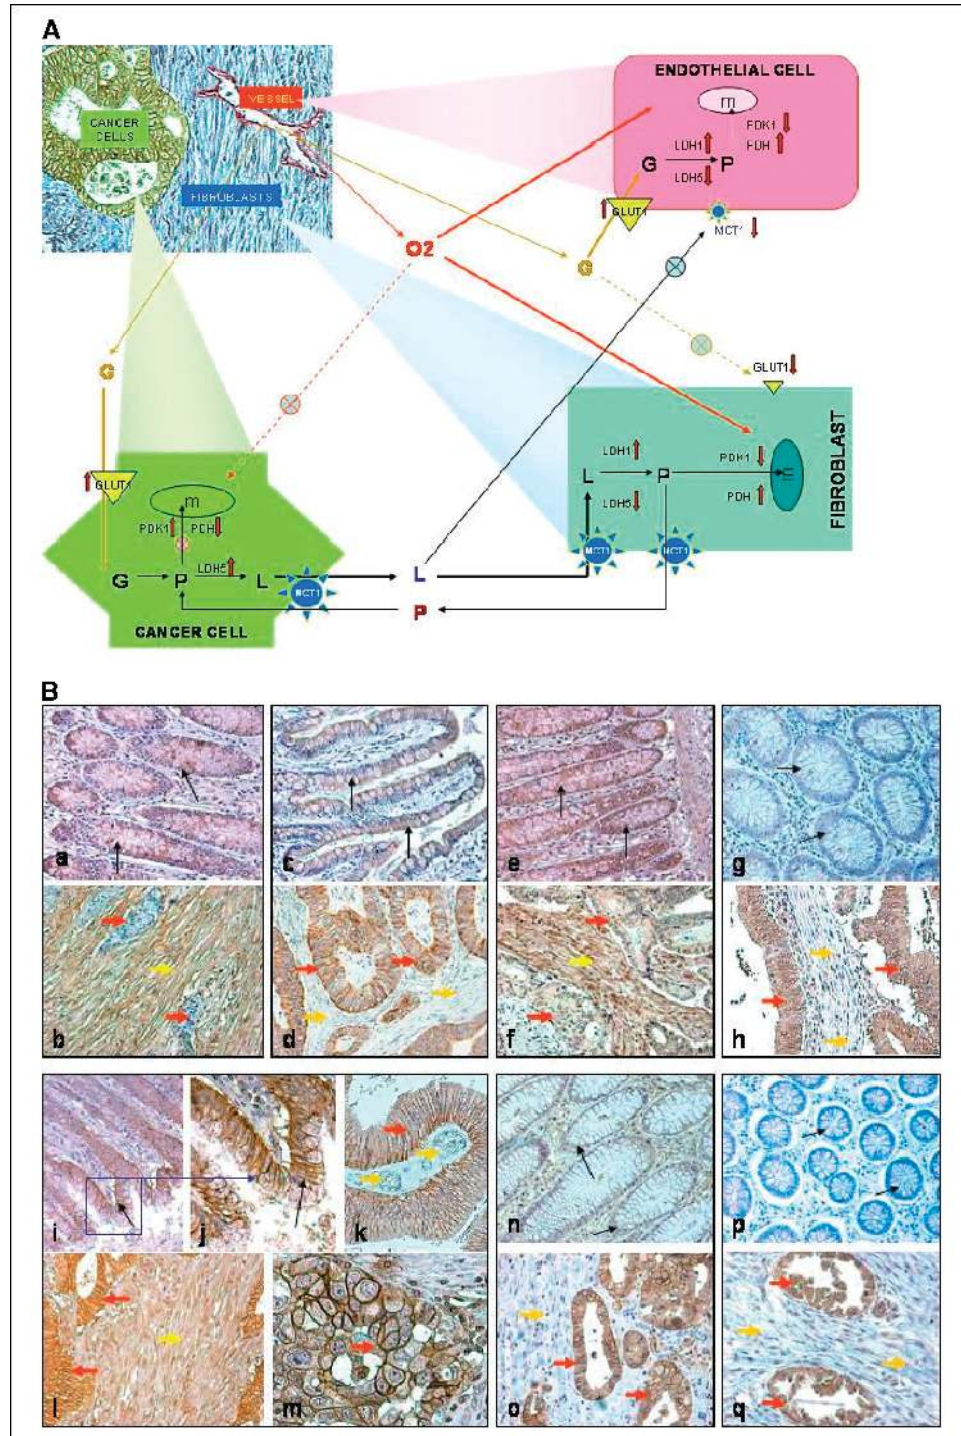 A
VESSEL
CANCER
CELLS
FIBROBLASTS
ENDOTHELIAL CELL
m
PDK1
PDH
LDH1
G P
LDH5
GLUT1
MCT1
O2
G
G
GLUT1
GLUT1
m
PDK1 PDH
LDH5
G P L
MCT1
CANCER CELL
L
P
LDH1
L P
LDH5
PDK1
PDH
MCT1
MCT1
FIBROBLAST
B
a
c
e
g
b
d
f
h
i
j
k
n
p
l
m
o
q